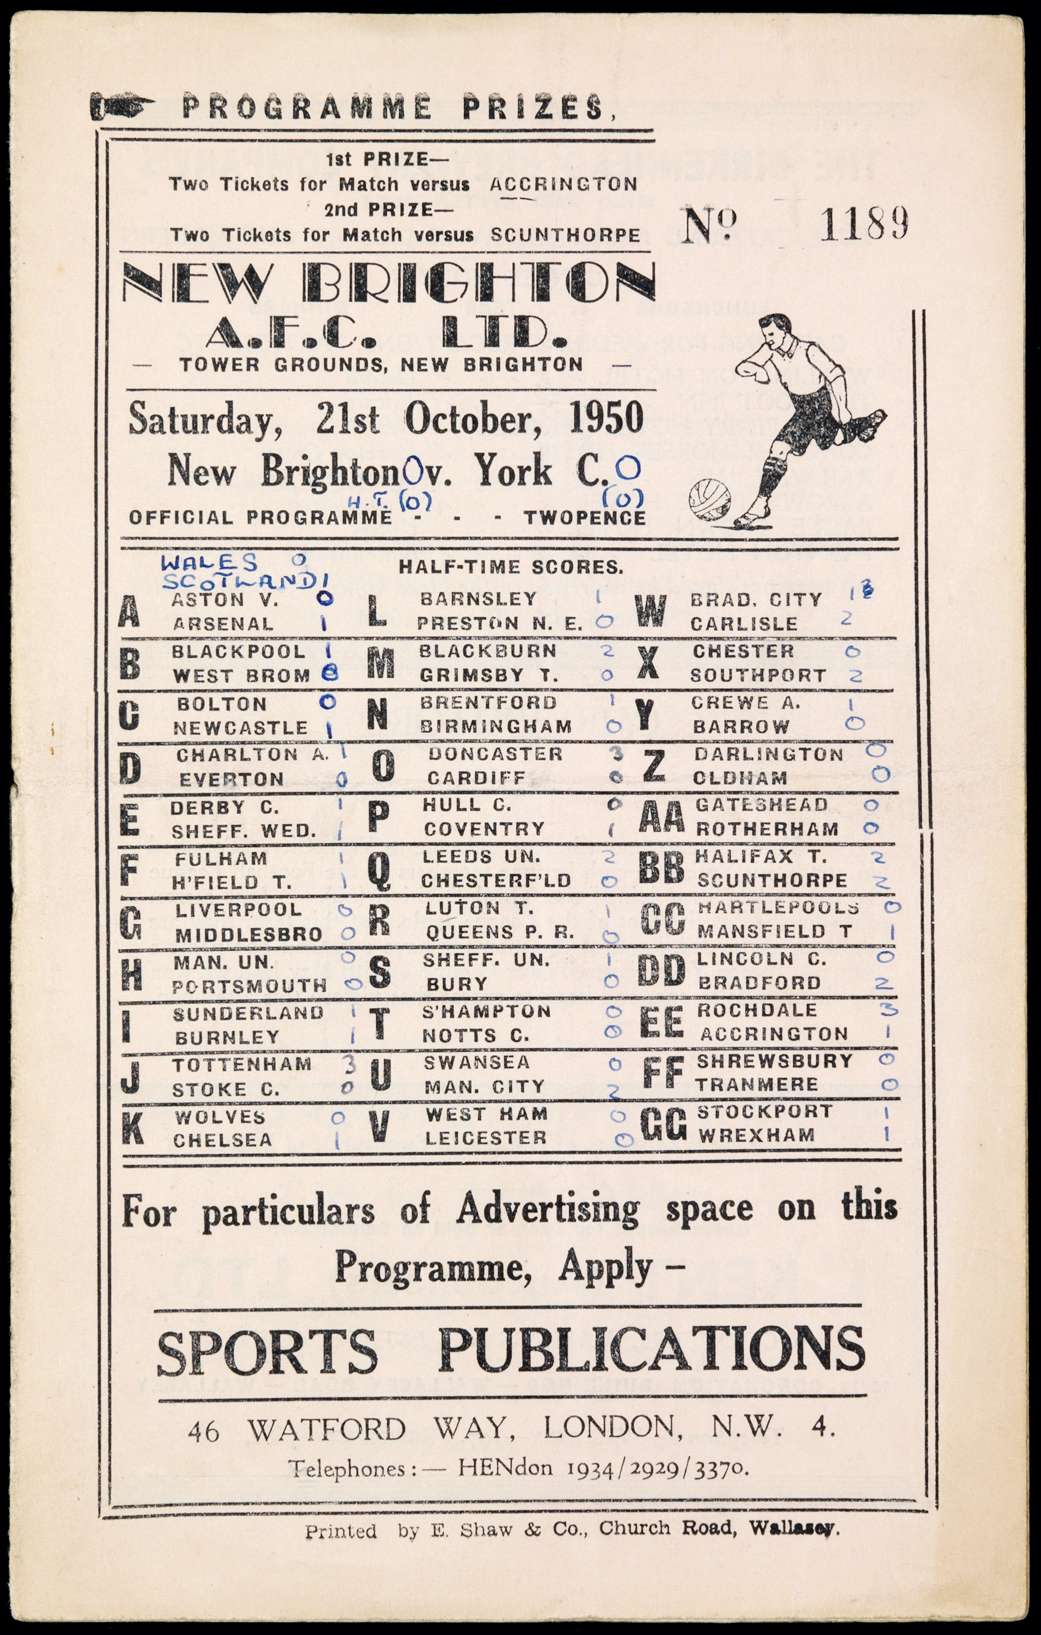 PROGRAMME PRIZES,
1st PRIZE—
Two Tickets for Match versus ACCRINGTON
2nd PRIZE—
Two Tickets for Match versus SCUNTHORPE
No. 1189
NEW BRIGHTON
A.F.C. LTD.
— TOWER GROUNDS, NEW BRIGHTON —
Saturday, 21st October, 1950
New Brighton 0 v. York C. 0
H.T. (0) (0)
OFFICIAL PROGRAMME - - - TWOPENCE
WALES 0
SCOTLAND 1
HALF-TIME SCORES.
A ASTON V. 0
ARSENAL 1
B BLACKPOOL 1
WEST BROM
C BOLTON 0
NEWCASTLE 1
D CHARLTON A. 1
EVERTON 0
E DERBY C. 1
SHEFF. WED. 1
F FULHAM 1
H'FIELD T. 1
G LIVERPOOL 0
MIDDLESBRO 0
H MAN. UN. 0
PORTSMOUTH 0
I SUNDERLAND 1
BURNLEY 1
J TOTTENHAM 3
STOKE C. 0
K WOLVES 0
CHELSEA 1
L BARNSLEY 1
PRESTON N. E. 0
M BLACKBURN 2
GRIMSBY T. 0
N BRENTFORD 1
BIRMINGHAM 0
O DONCASTER 3
CARDIFF 0
P HULL C. 0
COVENTRY 1
Q LEEDS UN. 2
CHESTERF'LD 0
R LUTON T. 1
QUEENS P. R. 0
S SHEFF. UN. 1
BURY 0
T S'HAMPTON 0
NOTTS C. 0
U SWANSEA 0
MAN. CITY 2
V WEST HAM 0
LEICESTER 0
W BRAD. CITY 1
CARLISLE 2
X CHESTER 0
SOUTHPORT 2
Y CREWE A. 1
BARROW 0
Z DARLINGTON 0
OLDHAM 0
AA GATESHEAD 0
ROTHERHAM 0
BB HALIFAX T. 2
SCUNTHORPE 2
CC HARTLEPOOLS 0
MANSFIELD T 1
DD LINCOLN C. 0
BRADFORD 2
EE ROCHDALE 3
ACCRINGTON 1
FF SHREWSBURY 0
TRANMERE 0
GG STOCKPORT 1
WREXHAM 1
For particulars of Advertising space on this
Programme, Apply –
SPORTS PUBLICATIONS
46 WATFORD WAY, LONDON, N.W. 4.
Telephones :— HENdon 1934/2929/3370.
Printed by E. Shaw & Co., Church Road, Wallasey.